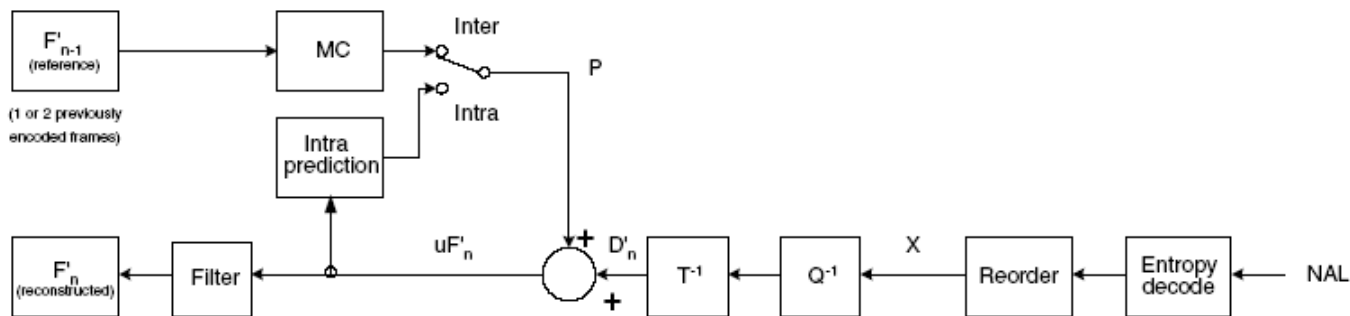 F'n-1
(reference)
(1 or 2 previously
encoded frames)
MC
Inter
Intra
P
Intra
prediction
F'n
(reconstructed)
Filter
uF'n
+
+
D'n
T-1
Q-1
X
Reorder
Entropy
decode
NAL